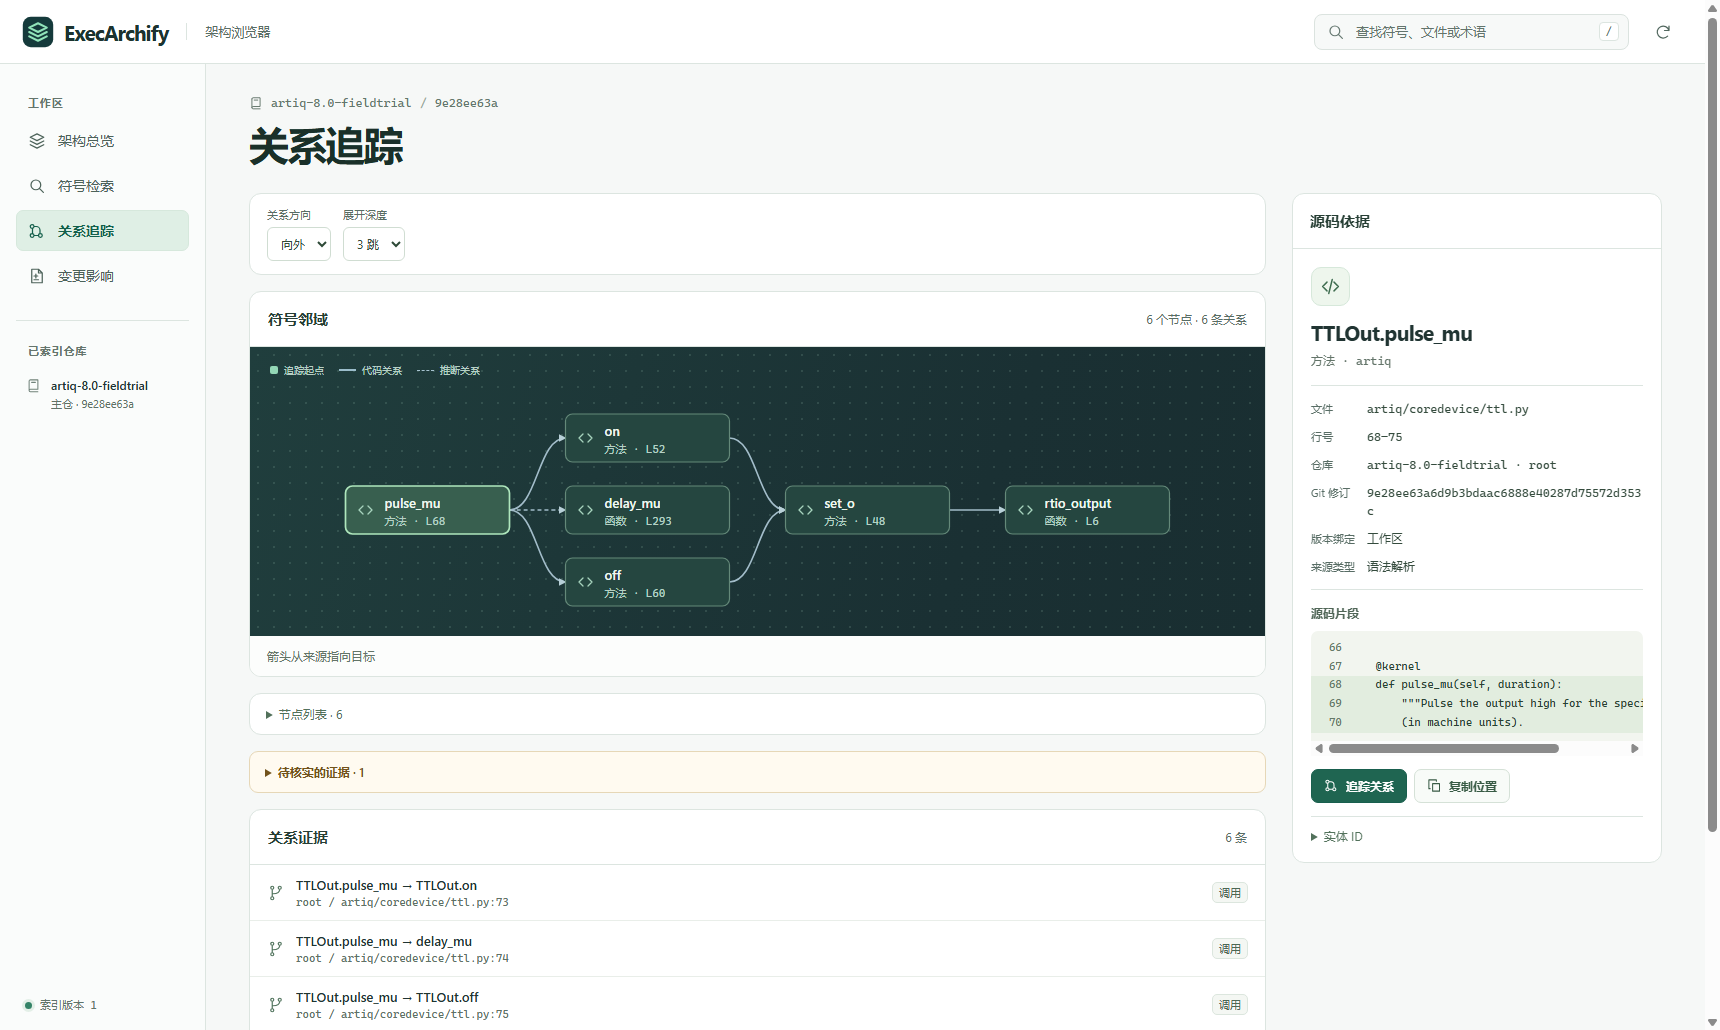 ExecArchify
架构浏览器
查找符号、文件或术语
/
工作区
架构总览
符号检索
关系追踪
变更影响
已索引仓库
artiq-8.0-fieldtrial
主仓 · 9e28ee63a
索引版本 1
artiq-8.0-fieldtrial / 9e28ee63a
关系追踪
关系方向
展开深度
向外
3 跳
符号邻域
6 个节点 · 6 条关系
追踪起点
代码关系
推断关系
pulse_mu
方法 · L68
on
方法 · L52
delay_mu
函数 · L293
off
方法 · L60
set_o
方法 · L48
rtio_output
函数 · L6
箭头从来源指向目标
节点列表 · 6
待核实的证据 · 1
关系证据
6 条
TTLOut.pulse_mu → TTLOut.on
root / artiq/coredevice/ttl.py:73
调用
TTLOut.pulse_mu → delay_mu
root / artiq/coredevice/ttl.py:74
调用
TTLOut.pulse_mu → TTLOut.off
root / artiq/coredevice/ttl.py:75
调用
源码依据
TTLOut.pulse_mu
方法 · artiq
文件 artiq/coredevice/ttl.py
行号 68-75
仓库 artiq-8.0-fieldtrial · root
Git 修订 9e28ee63a6d9b3bdaac6888e40287d75572d353
c
版本绑定 工作区
来源类型 语法解析
源码片段
66
67 @kernel
68 def pulse_mu(self, duration):
69 """Pulse the output high for the speci
70 (in machine units).
追踪关系
复制位置
实体 ID